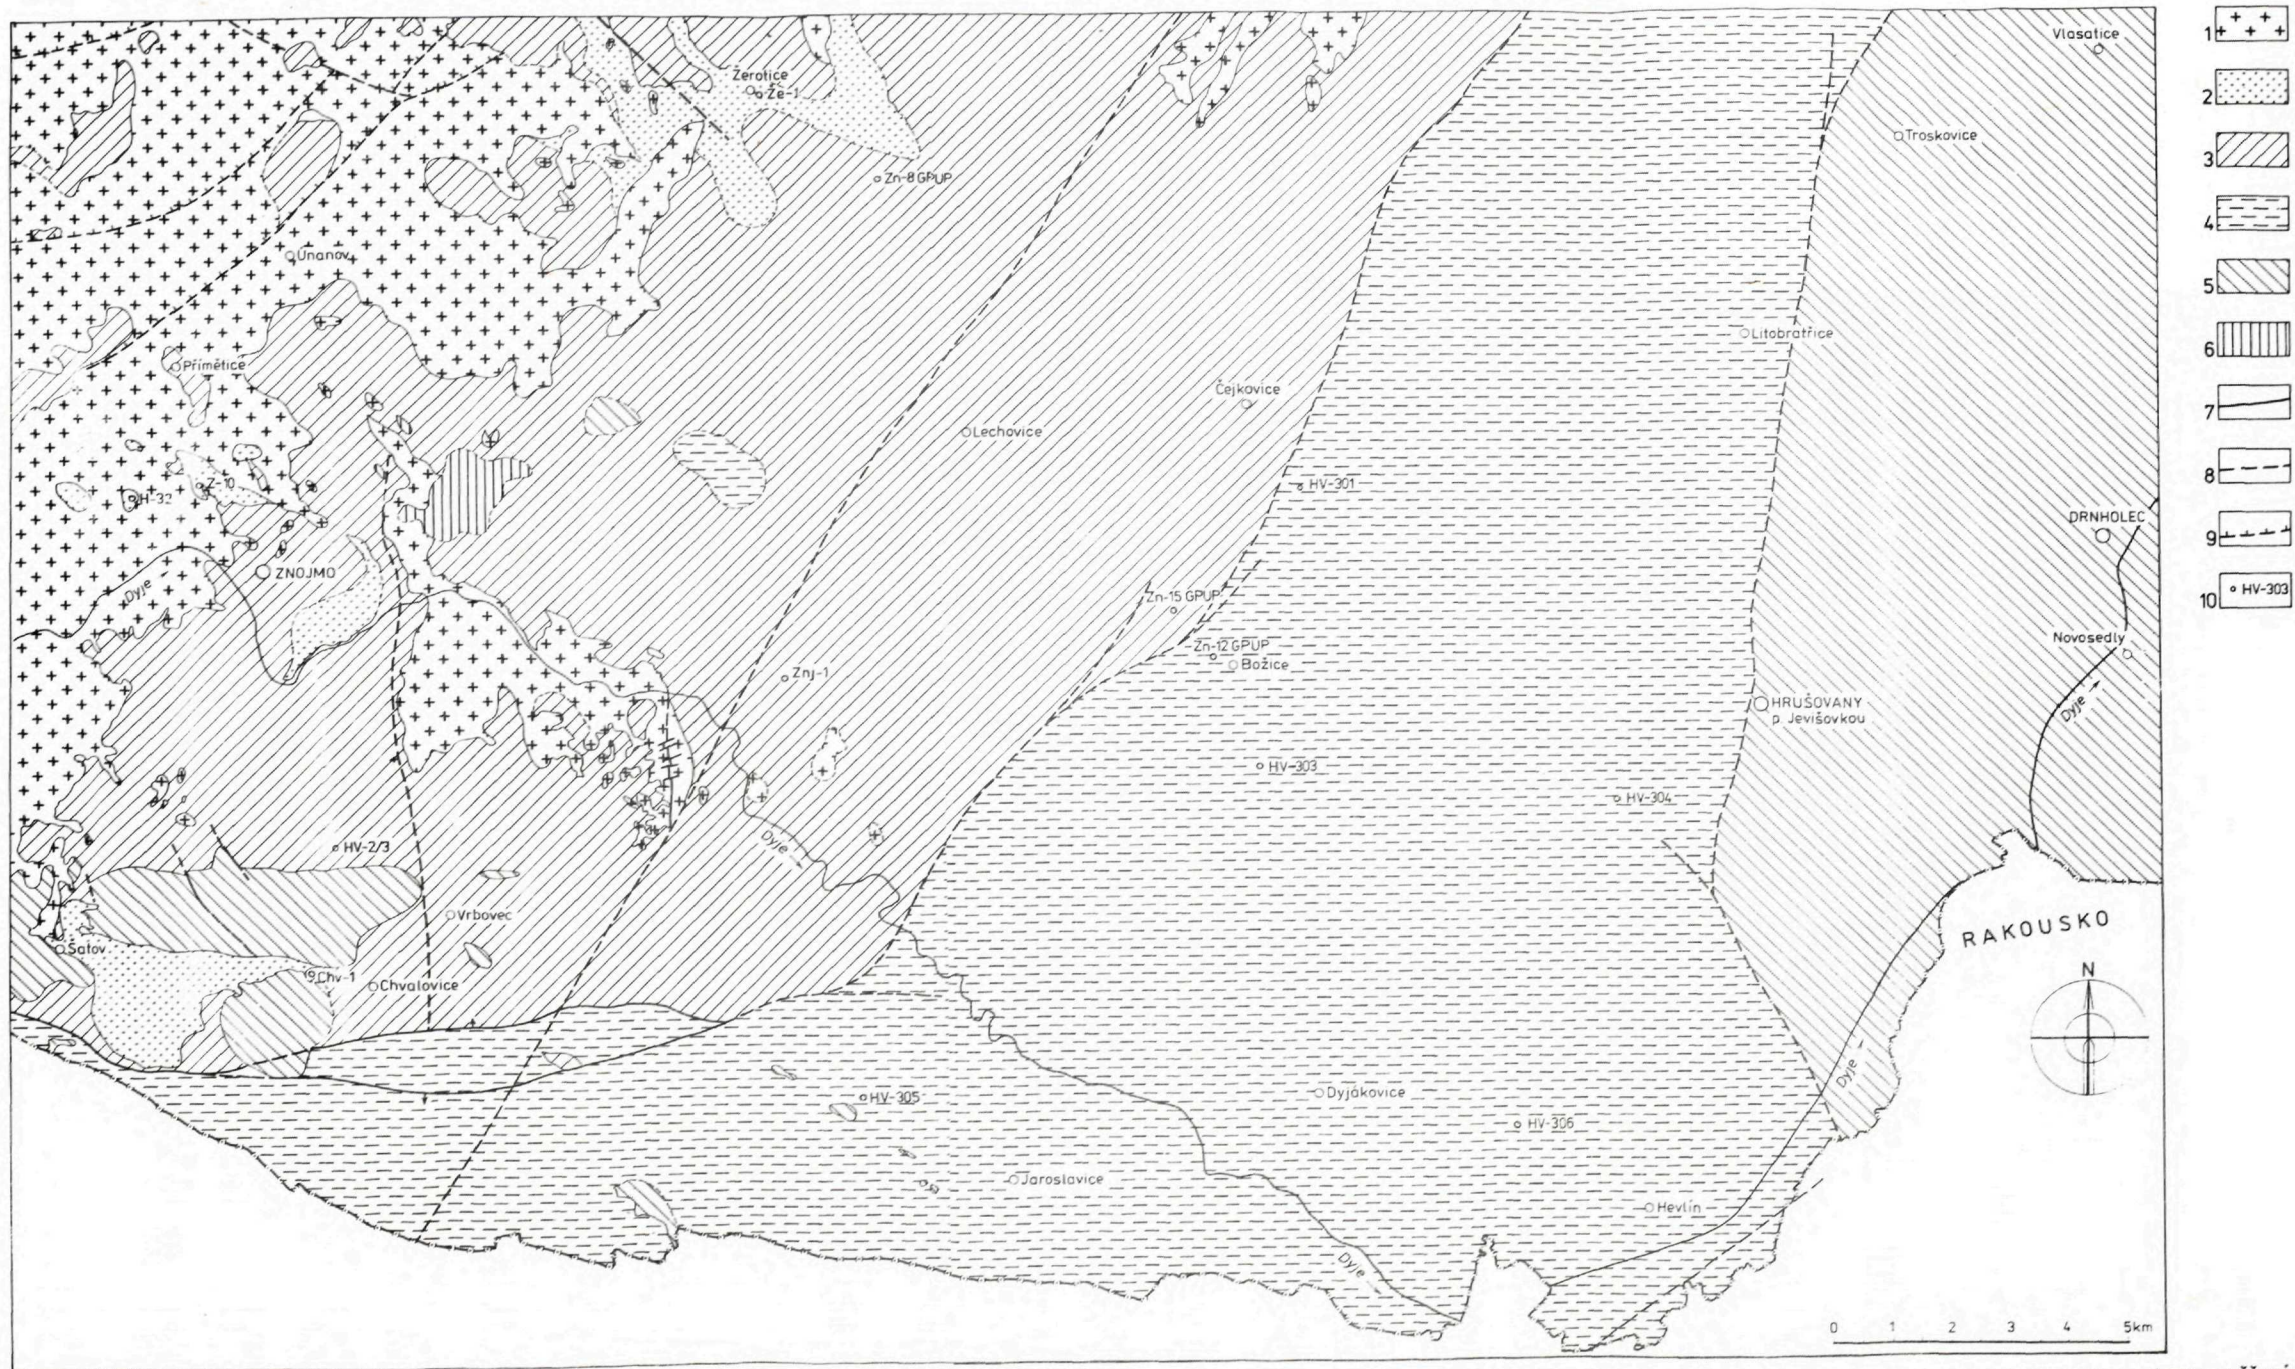 Vlasatice
Žerotice
Že-1
Troskovice
Zn-8 GPUP
Únanov
Litobratřice
Přímětice
Čejkovice
Lechovice
HV-301
Z-10
H-32
DRNHOLEC
ZNOJMO
Dyje
Zn-15 GPUP
Novosedly
Zn-12 GPUP
Božice
Znj-1
HRUŠOVANY
p. Jevišovkou
Dyje
HV-303
HV-304
Dyje
HV-2/3
Vrbovec
RAKOUSKO
Šatov
Chv-1
Chvalovice
N
Dyje
HV-305
Dyjákovice
HV-306
Jaroslavice
Hevlín
Dyje
0 1 2 3 4 5km
1
2
3
4
5
6
7
8
9
10 HV-303